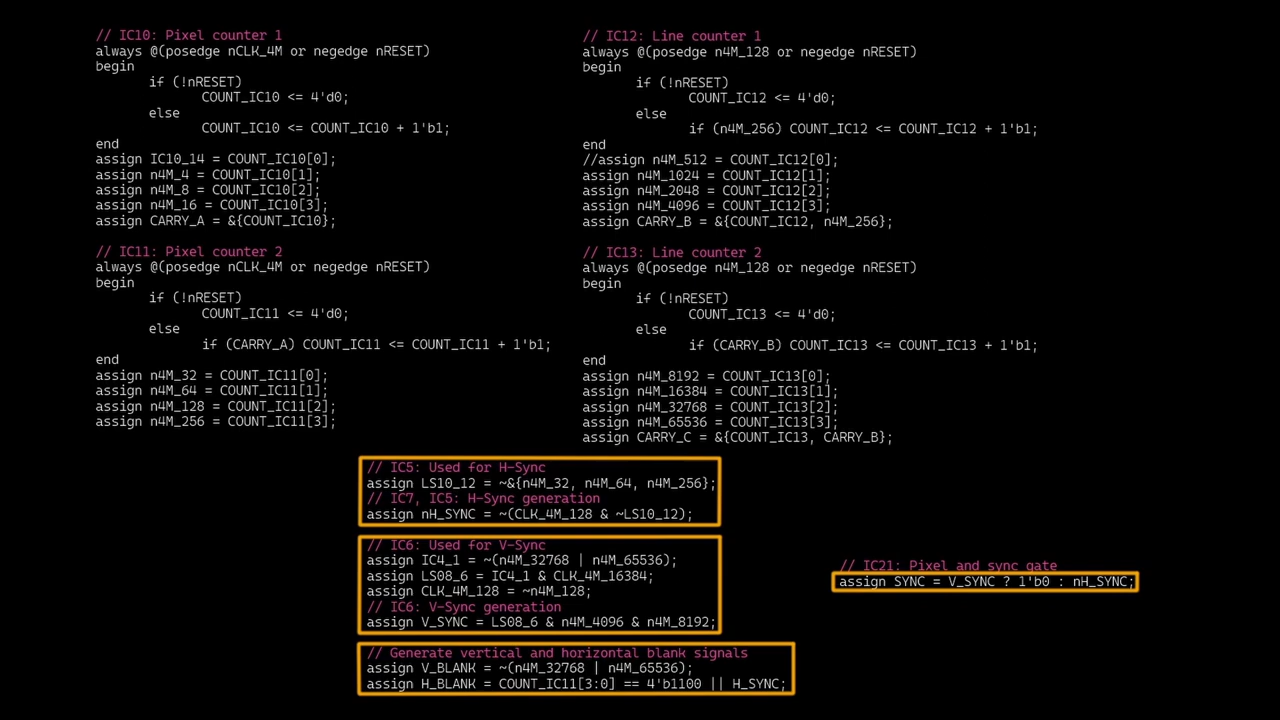 // IC10: Pixel counter 1
always @(posedge nCLK_4M or negedge nRESET)
begin
if (!nRESET)
COUNT_IC10 <= 4'd0;
else
COUNT_IC10 <= COUNT_IC10 + 1'b1;
end
assign IC10_14 = COUNT_IC10[0];
assign n4M_4 = COUNT_IC10[1];
assign n4M_8 = COUNT_IC10[2];
assign n4M_16 = COUNT_IC10[3];
assign CARRY_A = &{COUNT_IC10};
// IC11: Pixel counter 2
always @(posedge nCLK_4M or negedge nRESET)
begin
if (!nRESET)
COUNT_IC11 <= 4'd0;
else
if (CARRY_A) COUNT_IC11 <= COUNT_IC11 + 1'b1;
end
assign n4M_32 = COUNT_IC11[0];
assign n4M_64 = COUNT_IC11[1];
assign n4M_128 = COUNT_IC11[2];
assign n4M_256 = COUNT_IC11[3];
// IC12: Line counter 1
always @(posedge n4M_128 or negedge nRESET)
begin
if (!nRESET)
COUNT_IC12 <= 4'd0;
else
if (n4M_256) COUNT_IC12 <= COUNT_IC12 + 1'b1;
end
//assign n4M_512 = COUNT_IC12[0];
assign n4M_1024 = COUNT_IC12[1];
assign n4M_2048 = COUNT_IC12[2];
assign n4M_4096 = COUNT_IC12[3];
assign CARRY_B = &{COUNT_IC12, n4M_256};
// IC13: Line counter 2
always @(posedge n4M_128 or negedge nRESET)
begin
if (!nRESET)
COUNT_IC13 <= 4'd0;
else
if (CARRY_B) COUNT_IC13 <= COUNT_IC13 + 1'b1;
end
assign n4M_8192 = COUNT_IC13[0];
assign n4M_16384 = COUNT_IC13[1];
assign n4M_32768 = COUNT_IC13[2];
assign n4M_65536 = COUNT_IC13[3];
assign CARRY_C = &{COUNT_IC13, CARRY_B};
// IC5: Used for H-Sync
assign LS10_12 = ~&{n4M_32, n4M_64, n4M_256};
// IC7, IC5: H-Sync generation
assign nH_SYNC = ~(CLK_4M_128 & ~LS10_12);
// IC6: Used for V-Sync
assign IC4_1 = ~(n4M_32768 | n4M_65536);
assign LS08_6 = IC4_1 & CLK_4M_16384;
assign CLK_4M_128 = ~n4M_128;
// IC6: V-Sync generation
assign V_SYNC = LS08_6 & n4M_4096 & n4M_8192;
// Generate vertical and horizontal blank signals
assign V_BLANK = ~(n4M_32768 | n4M_65536);
assign H_BLANK = COUNT_IC11[3:0] == 4'b1100 || H_SYNC;
// IC21: Pixel and sync gate
assign SYNC = V_SYNC ? 1'b0 : nH_SYNC;